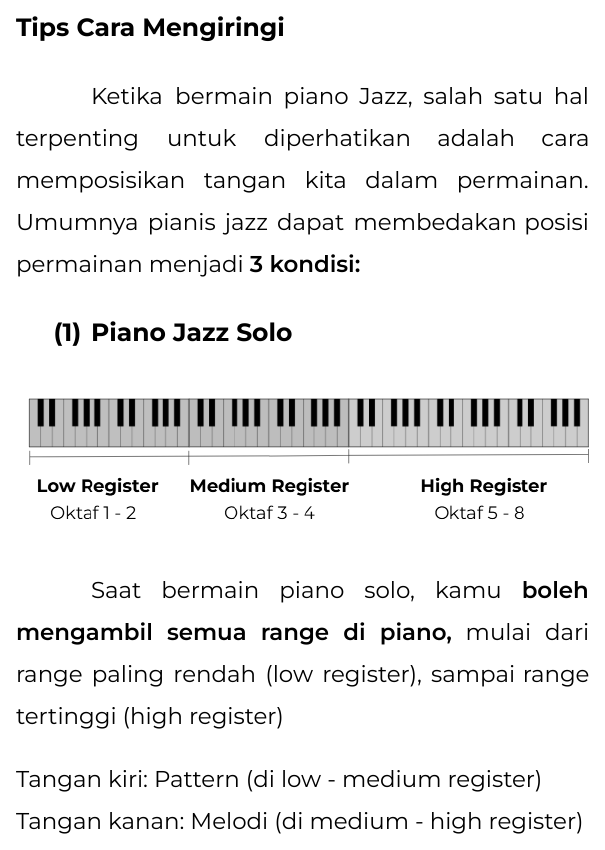 Tips Cara Mengiringi
Ketika bermain piano Jazz, salah satu hal
terpenting untuk diperhatikan adalah cara
memposisikan tangan kita dalam permainan.
Umumnya pianis jazz dapat membedakan posisi
permainan menjadi 3 kondisi:
(1) Piano Jazz Solo
Low Register Medium Register High Register
Oktaf 1 - 2 Oktaf 3 - 4 Oktaf 5 - 8
Saat bermain piano solo, kamu boleh
mengambil semua range di piano, mulai dari
range paling rendah (low register), sampai range
tertinggi (high register)
Tangan kiri: Pattern (di low - medium register)
Tangan kanan: Melodi (di medium - high register)